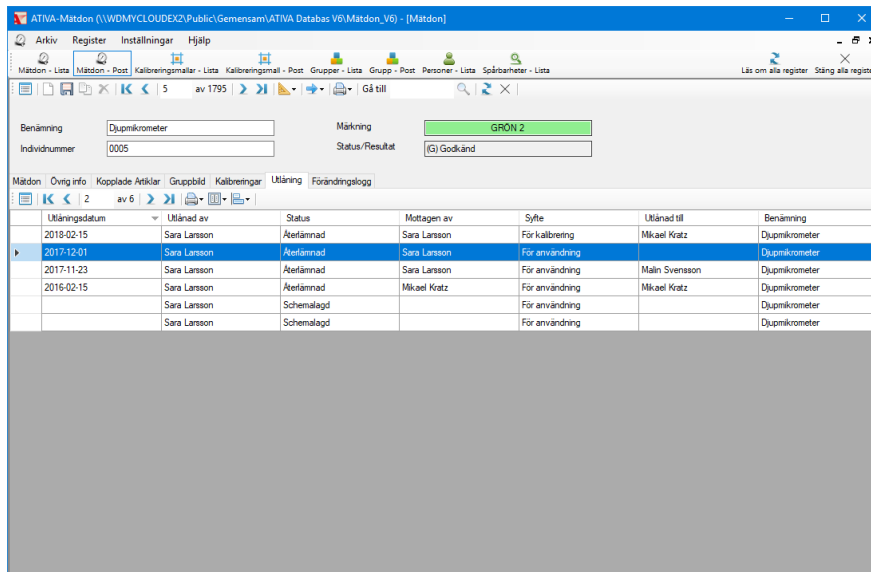 ATIVA-Mätdon (\\WDMYCLOUDEX2\Public\Gemensam\ATIVA Databas V6\Mätdon_V6) - [Mätdon]
Arkiv Register Inställningar Hjälp
Mätdon - Lista Mätdon - Post Kalibreringsmallar - Lista Kalibreringsmall - Post Grupper - Lista Grupp - Post Personer - Lista Spårbarheter - Lista Läs om alla register Stäng alla registe
5 av 1795 Gå till
Benämning Djupmikrometer Märkning GRÖN 2
Individnummer 0005 Status/Resultat (G) Godkänd
Mätdon Övrig info Kopplade Artiklar Gruppbild Kalibreringar Utlåning Förändringslogg
2 av 6
Utlåningsdatum Utlånad av Status Mottagen av Syfte Utlånad till Benämning
2018-02-15 Sara Larsson Återlämnad Sara Larsson För kalibrering Mikael Kratz Djupmikrometer
2017-12-01 Sara Larsson Återlämnad Sara Larsson För användning Djupmikrometer
2017-11-23 Sara Larsson Återlämnad Sara Larsson För användning Malin Svensson Djupmikrometer
2016-02-15 Sara Larsson Återlämnad Mikael Kratz För användning Mikael Kratz Djupmikrometer
Sara Larsson Schemalagd För användning Djupmikrometer
Sara Larsson Schemalagd För användning Djupmikrometer